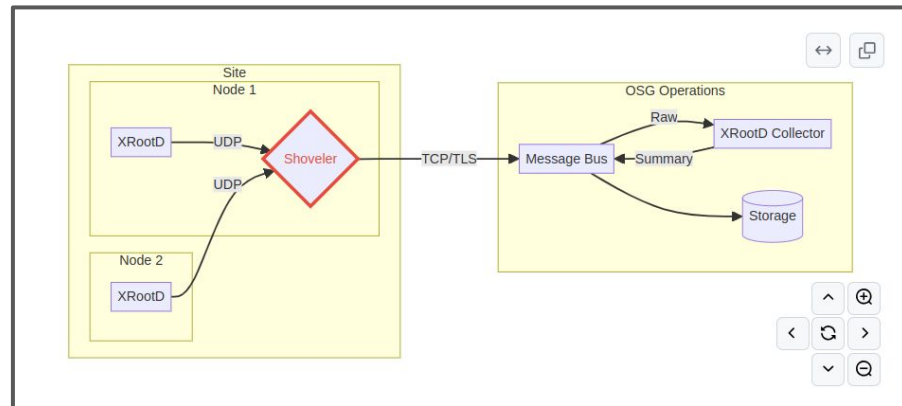 Site
Node 1
XRootD
UDP
Shoveler
UDP
Node 2
XRootD
TCP/TLS
OSG Operations
Message Bus
Raw
XRootD Collector
Summary
Storage